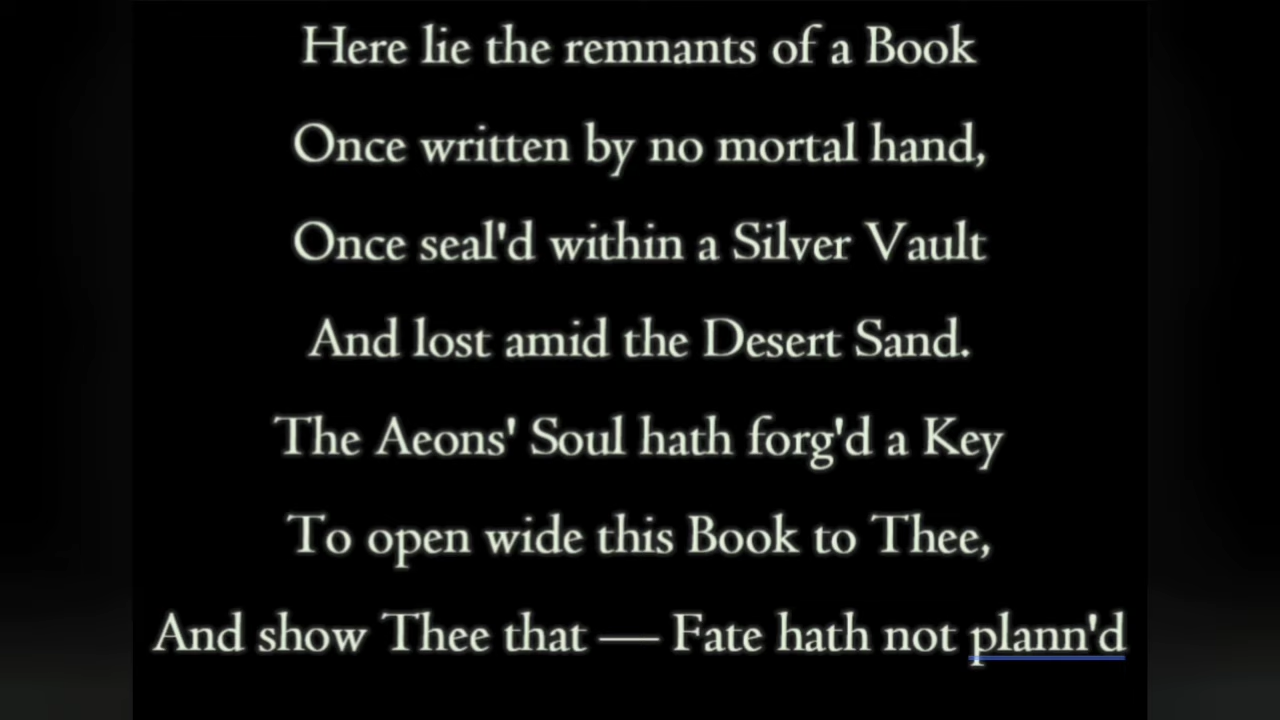 Here lie the remnants of a Book
Once written by no mortal hand,
Once seal'd within a Silver Vault
And lost amid the Desert Sand.
The Aeons' Soul hath forg'd a Key
To open wide this Book to Thee,
And show Thee that — Fate hath not plann'd